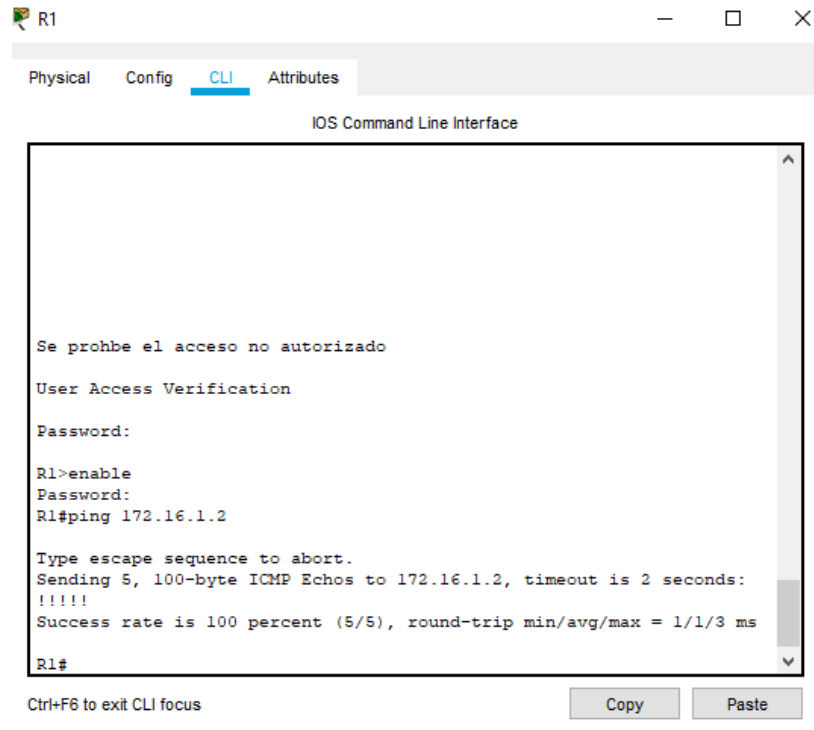 R1
Physical Config CLI Attributes
IOS Command Line Interface
Se prohbe el acceso no autorizado
User Access Verification
Password:
R1>enable
Password:
R1#ping 172.16.1.2
Type escape sequence to abort.
Sending 5, 100-byte ICMP Echos to 172.16.1.2, timeout is 2 seconds:
!!!!!
Success rate is 100 percent (5/5), round-trip min/avg/max = 1/1/3 ms
R1#
Ctrl+F6 to exit CLI focus Copy Paste